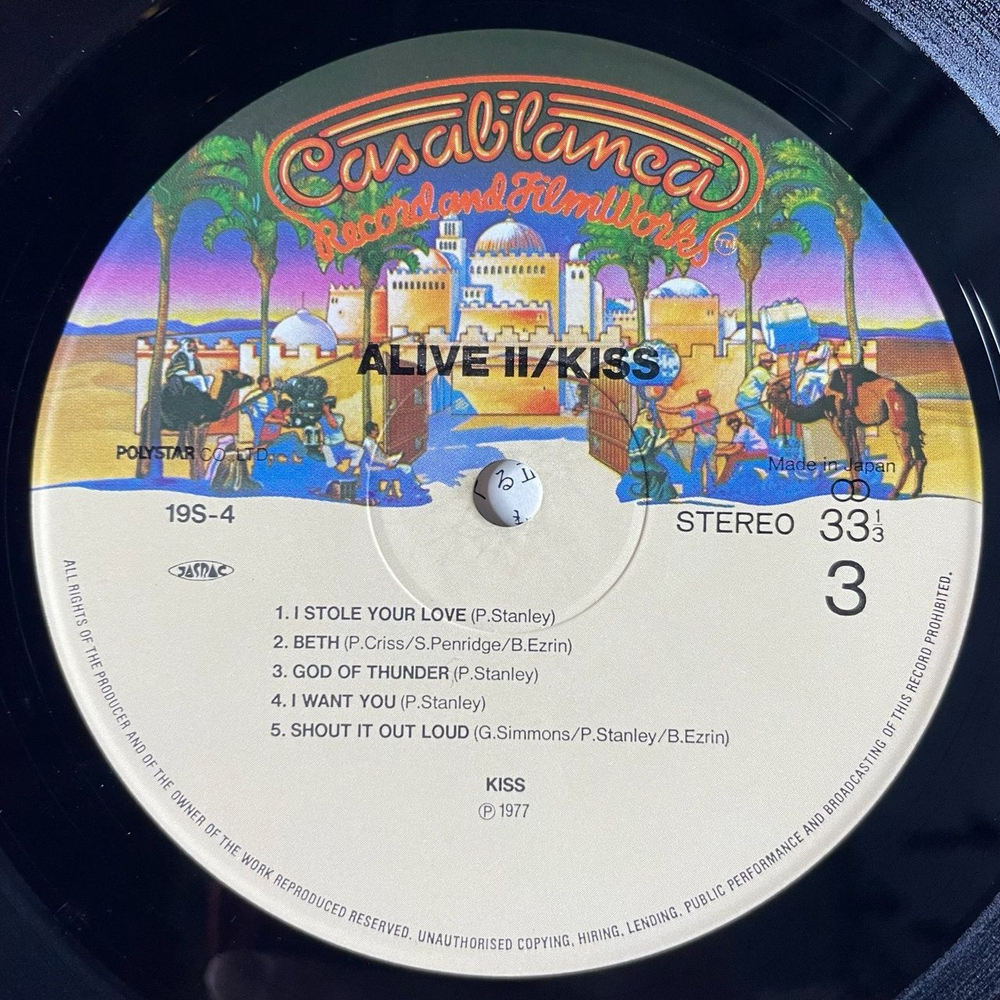 Casablanca
Record and FilmWorks TM
ALIVE II/KISS
POLYSTAR CO., LTD.
Made in Japan
19S-4
STEREO 33 1/3
3
JASRAC
1. I STOLE YOUR LOVE (P.Stanley)
2. BETH (P.Criss/S.Penridge/B.Ezrin)
3. GOD OF THUNDER (P.Stanley)
4. I WANT YOU (P.Stanley)
5. SHOUT IT OUT LOUD (G.Simmons/P.Stanley/B.Ezrin)
KISS
Ⓟ 1977
ALL RIGHTS OF THE PRODUCER AND OF THE OWNER OF THE WORK REPRODUCED RESERVED. UNAUTHORISED COPYING, HIRING, LENDING, PUBLIC PERFORMANCE AND BROADCASTING OF THIS RECORD PROHIBITED.